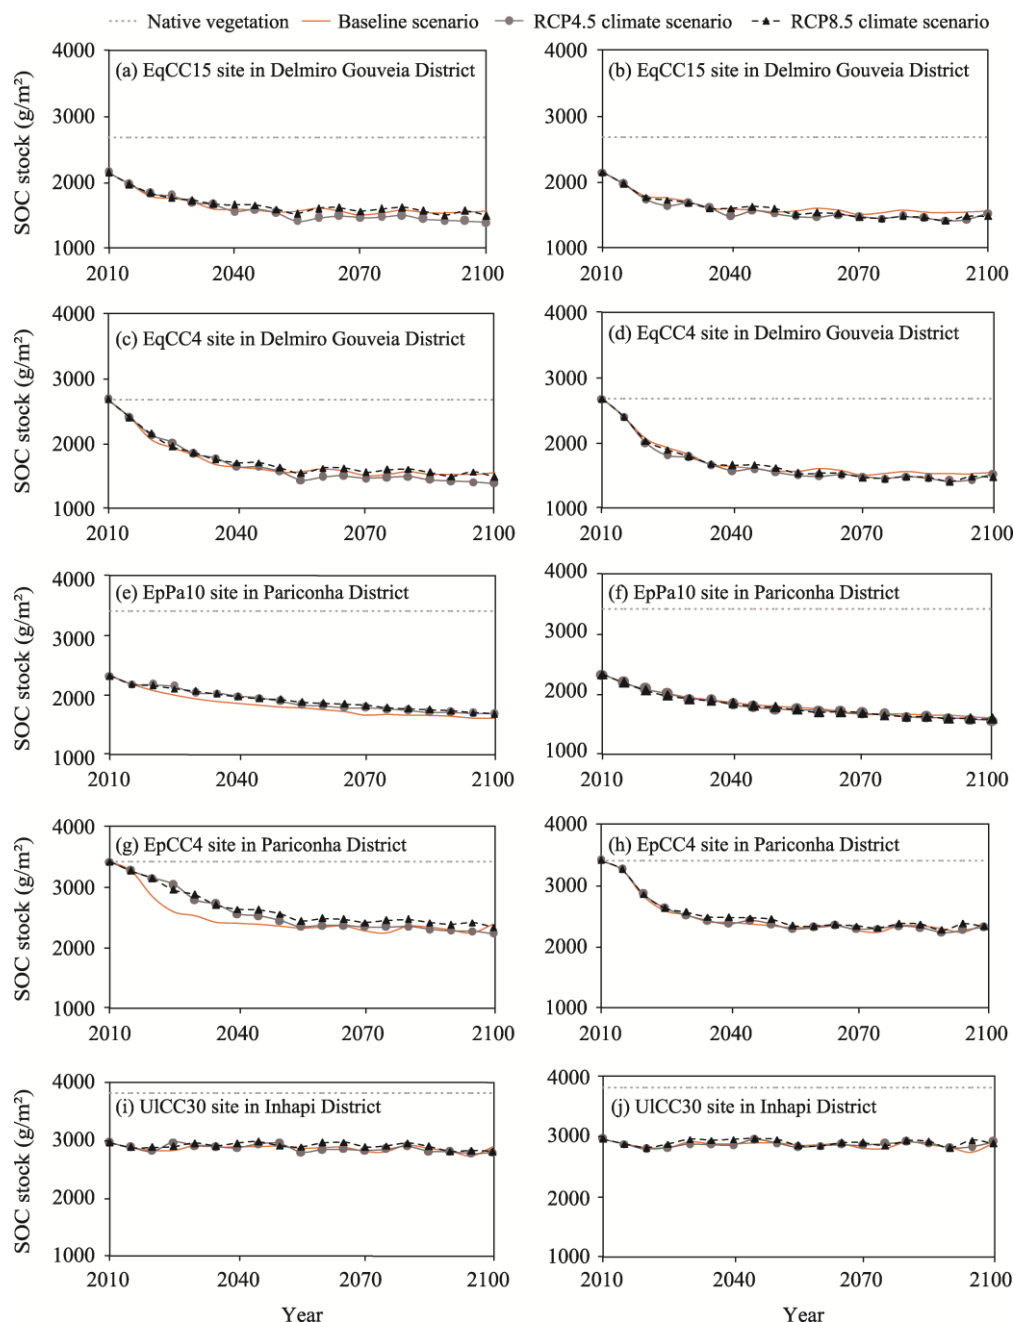 Native vegetation Baseline scenario RCP4.5 climate scenario RCP8.5 climate scenario
SOC stock (g/m²)
4000
3000
2000
1000
(a) EqCC15 site in Delmiro Gouveia District
2010 2040 2070 2100
4000
3000
2000
1000
(b) EqCC15 site in Delmiro Gouveia District
2010 2040 2070 2100
SOC stock (g/m²)
4000
3000
2000
1000
(c) EqCC4 site in Delmiro Gouveia District
2010 2040 2070 2100
4000
3000
2000
1000
(d) EqCC4 site in Delmiro Gouveia District
2010 2040 2070 2100
SOC stock (g/m²)
4000
3000
2000
1000
(e) EpPa10 site in Pariconha District
2010 2040 2070 2100
4000
3000
2000
1000
(f) EpPa10 site in Pariconha District
2010 2040 2070 2100
SOC stock (g/m²)
4000
3000
2000
1000
(g) EpCC4 site in Pariconha District
2010 2040 2070 2100
4000
3000
2000
1000
(h) EpCC4 site in Pariconha District
2010 2040 2070 2100
SOC stock (g/m²)
4000
3000
2000
1000
(i) UlCC30 site in Inhapi District
2010 2040 2070 2100
Year
4000
3000
2000
1000
(j) UlCC30 site in Inhapi District
2010 2040 2070 2100
Year